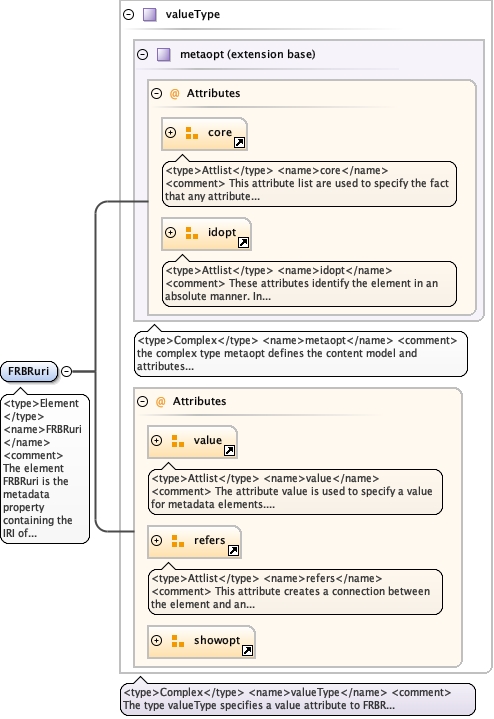 valueType
metaopt (extension base)
@ Attributes
core
<type>Attlist</type> <name>core</name>
<comment> This attribute list are used to specify the fact
that any attribute...
idopt
<type>Attlist</type> <name>idopt</name>
<comment> These attributes identify the element in an
absolute manner. In...
<type>Complex</type> <name>metaopt</name> <comment>
the complex type metaopt defines the content model and
attributes...
FRBRuri
<type>Element
</type>
<name>FRBRuri
</name>
<comment>
The element
FRBRuri is the
metadata
property
containing the
IRI of...
@ Attributes
value
<type>Attlist</type> <name>value</name>
<comment> The attribute value is used to specify a value
for metadata elements....
refers
<type>Attlist</type> <name>refers</name>
<comment> This attribute creates a connection between
the element and an...
showopt
<type>Complex</type> <name>valueType</name> <comment>
The type valueType specifies a value attribute to FRBR...